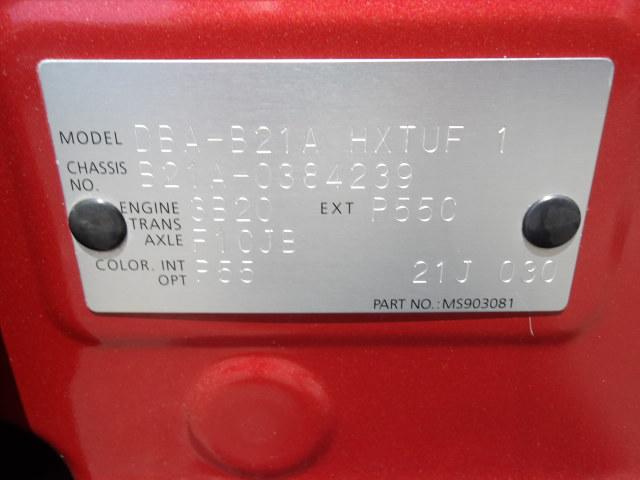 MODEL DBA-B21A HXTUF 1
CHASSIS NO. B21A-0384239
ENGINE 3B20 EXT P55C
TRANS AXLE F1CJB
COLOR. INT OPT P55 21J 030
PART NO.:MS903081